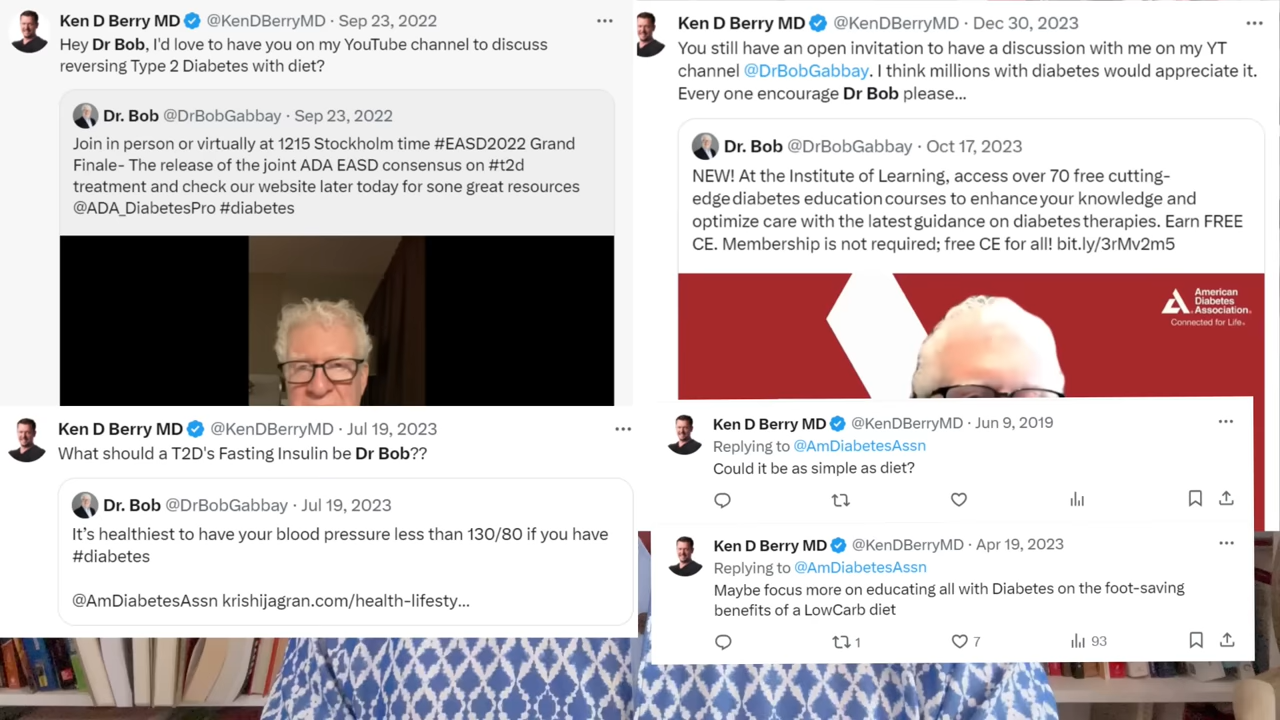 Ken D Berry MD @KenDBerryMD · Sep 23, 2022
Hey Dr Bob, I'd love to have you on my YouTube channel to discuss
reversing Type 2 Diabetes with diet?
Dr. Bob @DrBobGabbay · Sep 23, 2022
Join in person or virtually at 1215 Stockholm time #EASD2022 Grand
Finale- The release of the joint ADA EASD consensus on #t2d
treatment and check our website later today for sone great resources
@ADA_DiabetesPro #diabetes
Ken D Berry MD @KenDBerryMD · Jul 19, 2023
What should a T2D's Fasting Insulin be Dr Bob??
Dr. Bob @DrBobGabbay · Jul 19, 2023
It's healthiest to have your blood pressure less than 130/80 if you have
#diabetes
@AmDiabetesAssn krishijagran.com/health-lifesty...
Ken D Berry MD @KenDBerryMD · Dec 30, 2023
You still have an open invitation to have a discussion with me on my YT
channel @DrBobGabbay. I think millions with diabetes would appreciate it.
Every one encourage Dr Bob please...
Dr. Bob @DrBobGabbay · Oct 17, 2023
NEW! At the Institute of Learning, access over 70 free cutting-
edge diabetes education courses to enhance your knowledge and
optimize care with the latest guidance on diabetes therapies. Earn FREE
CE. Membership is not required; free CE for all! bit.ly/3rMv2m5
American
Diabetes
Association®
Connected for Life®
Ken D Berry MD @KenDBerryMD · Jun 9, 2019
Replying to @AmDiabetesAssn
Could it be as simple as diet?
Ken D Berry MD @KenDBerryMD · Apr 19, 2023
Replying to @AmDiabetesAssn
Maybe focus more on educating all with Diabetes on the foot-saving
benefits of a LowCarb diet
1 7 93